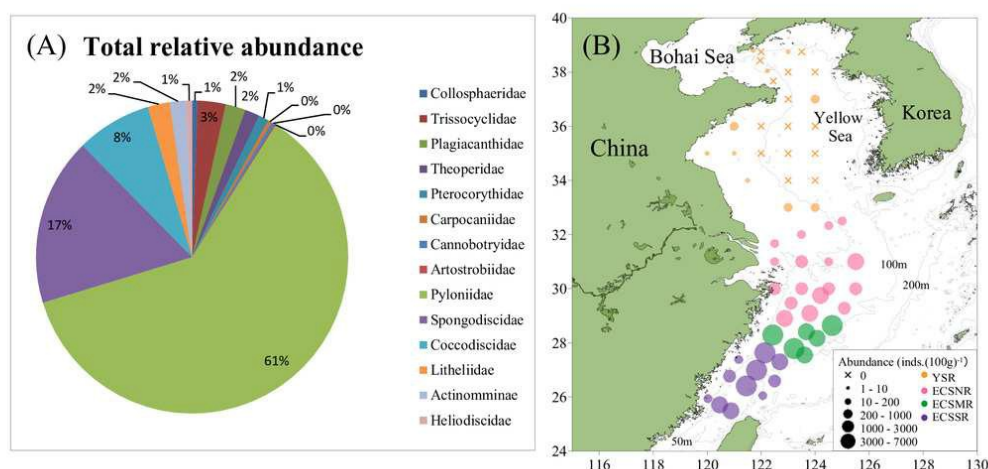 (A) Total relative abundance
2%
1%
1%
2%
2%
2%
1%
0%
0%
0%
3%
8%
17%
61%
Collosphaeridae
Trissocyclidae
Plagiacanthidae
Theoperidae
Pterocorythidae
Carpocaniidae
Cannobotryidae
Artostrobiidae
Pyloniidae
Spongodiscidae
Coccodiscidae
Litheliidae
Actinomminae
Heliodiscidae
(B)
Bohai Sea
Yellow
Sea
Korea
China
100m
200m
50m
Abundance (inds.(100g)⁻¹)
0
1 - 10
10 - 200
200 - 1000
1000 - 3000
3000 - 7000
YSR
ECSNR
ECSMR
ECSSR
40
38
36
34
32
30
28
26
24
116 118 120 122 124 126 128 130